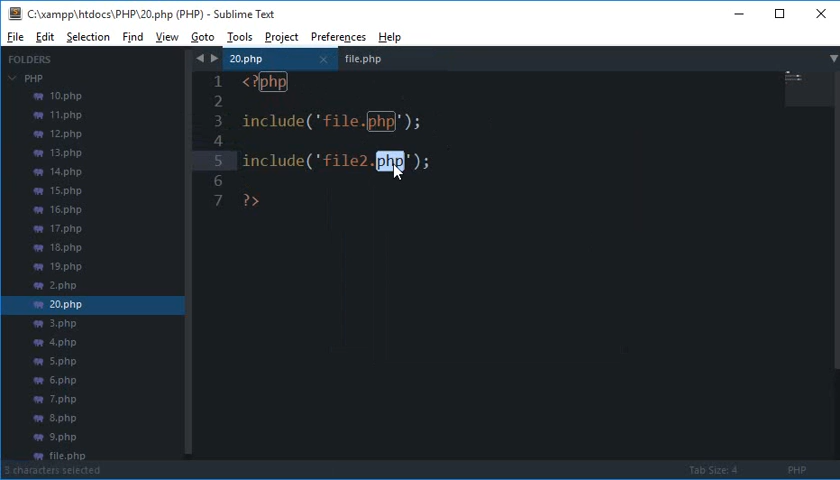 C:\xampp\htdocs\PHP\20.php (PHP) - Sublime Text
File Edit Selection Find View Goto Tools Project Preferences Help
FOLDERS
PHP
10.php
11.php
12.php
13.php
14.php
15.php
16.php
17.php
18.php
19.php
2.php
20.php
3.php
4.php
5.php
6.php
7.php
8.php
9.php
file.php
20.php file.php
1 <?php
2
3 include('file.php');
4
5 include('file2.php');
6
7 ?>
3 characters selected Tab Size: 4 PHP